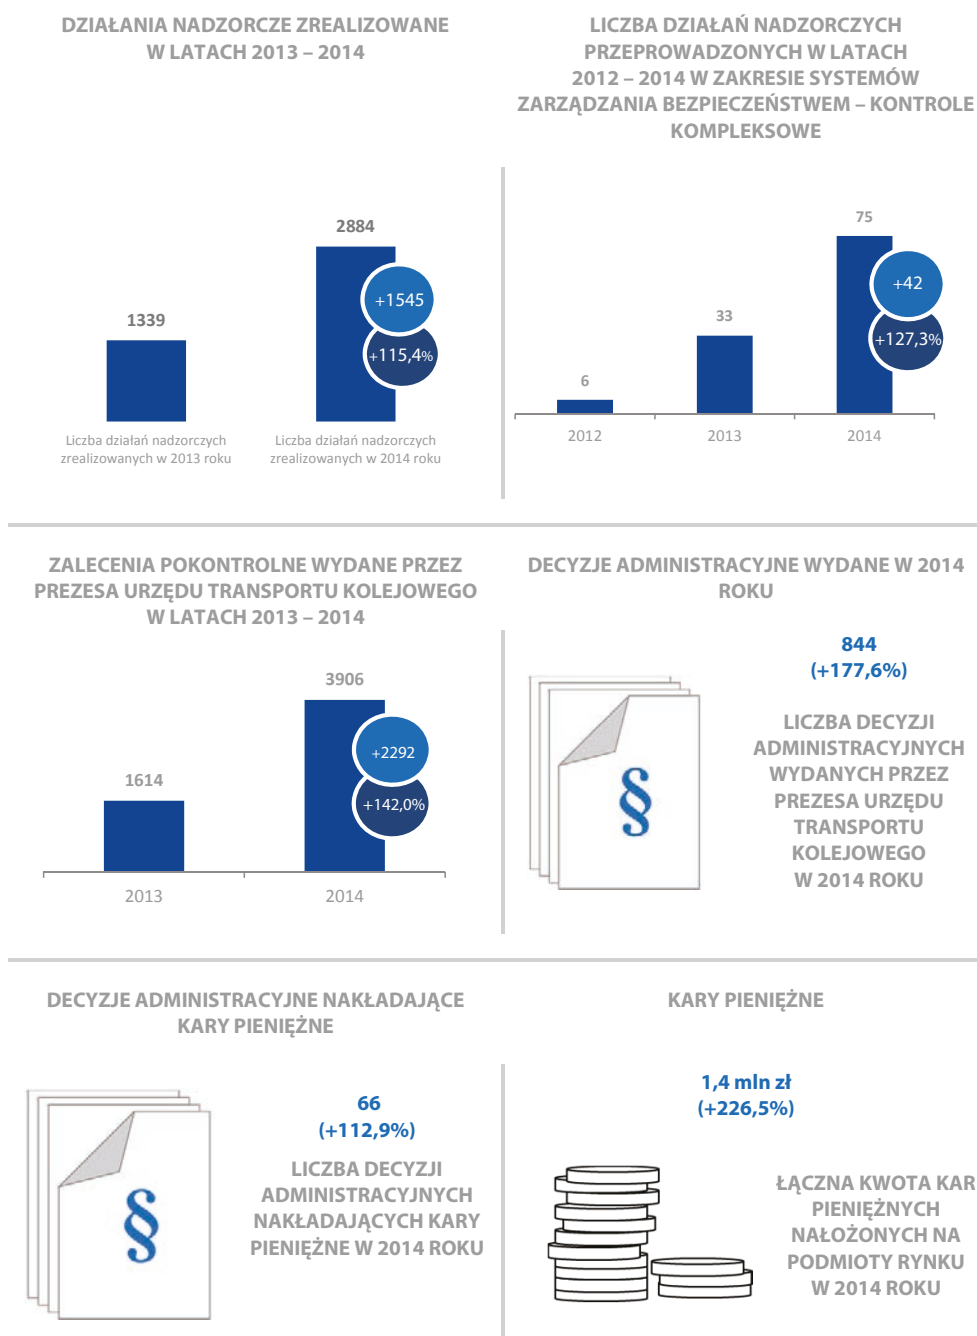 DZIAŁANIA NADZORCZE ZREALIZOWANE
W LATACH 2013 – 2014
1339
2884
+1545
+115,4%
Liczba działań nadzorczych
zrealizowanych w 2013 roku
Liczba działań nadzorczych
zrealizowanych w 2014 roku
LICZBA DZIAŁAŃ NADZORCZYCH
PRZEPROWADZONYCH W LATACH
2012 – 2014 W ZAKRESIE SYSTEMÓW
ZARZĄDZANIA BEZPIECZEŃSTWEM – KONTROLE
KOMPLEKSOWE
6
33
75
+42
+127,3%
2012
2013
2014
ZALECENIA POKONTROLNE WYDANE PRZEZ
PREZESA URZĘDU TRANSPORTU KOLEJOWEGO
W LATACH 2013 – 2014
1614
3906
+2292
+142,0%
2013
2014
DECYZJE ADMINISTRACYJNE WYDANE W 2014
ROKU
§
844
(+177,6%)
LICZBA DECYZJI
ADMINISTRACYJNYCH
WYDANYCH PRZEZ
PREZESA URZĘDU
TRANSPORTU
KOLEJOWEGO
W 2014 ROKU
DECYZJE ADMINISTRACYJNE NAKŁADAJĄCE
KARY PIENIĘŻNE
§
66
(+112,9%)
LICZBA DECYZJI
ADMINISTRACYJNYCH
NAKŁADAJĄCYCH KARY
PIENIĘŻNE W 2014 ROKU
KARY PIENIĘŻNE
1,4 mln zł
(+226,5%)
ŁĄCZNA KWOTA KAR
PIENIĘŻNYCH
NAŁOŻONYCH NA
PODMIOTY RYNKU
W 2014 ROKU